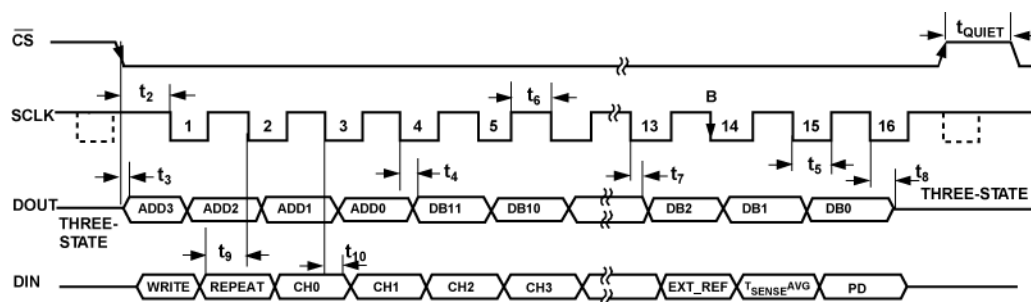 CS tQUIET
t2 t6 B
SCLK 1 2 3 4 5 13 14 15 16
t3 t4 t7 t5 t8
DOUT THREE-STATE ADD3 ADD2 ADD1 ADD0 DB11 DB10 DB2 DB1 DB0 THREE-STATE
t9 t10
DIN WRITE REPEAT CH0 CH1 CH2 CH3 EXT_REF TSENSEAVG PD